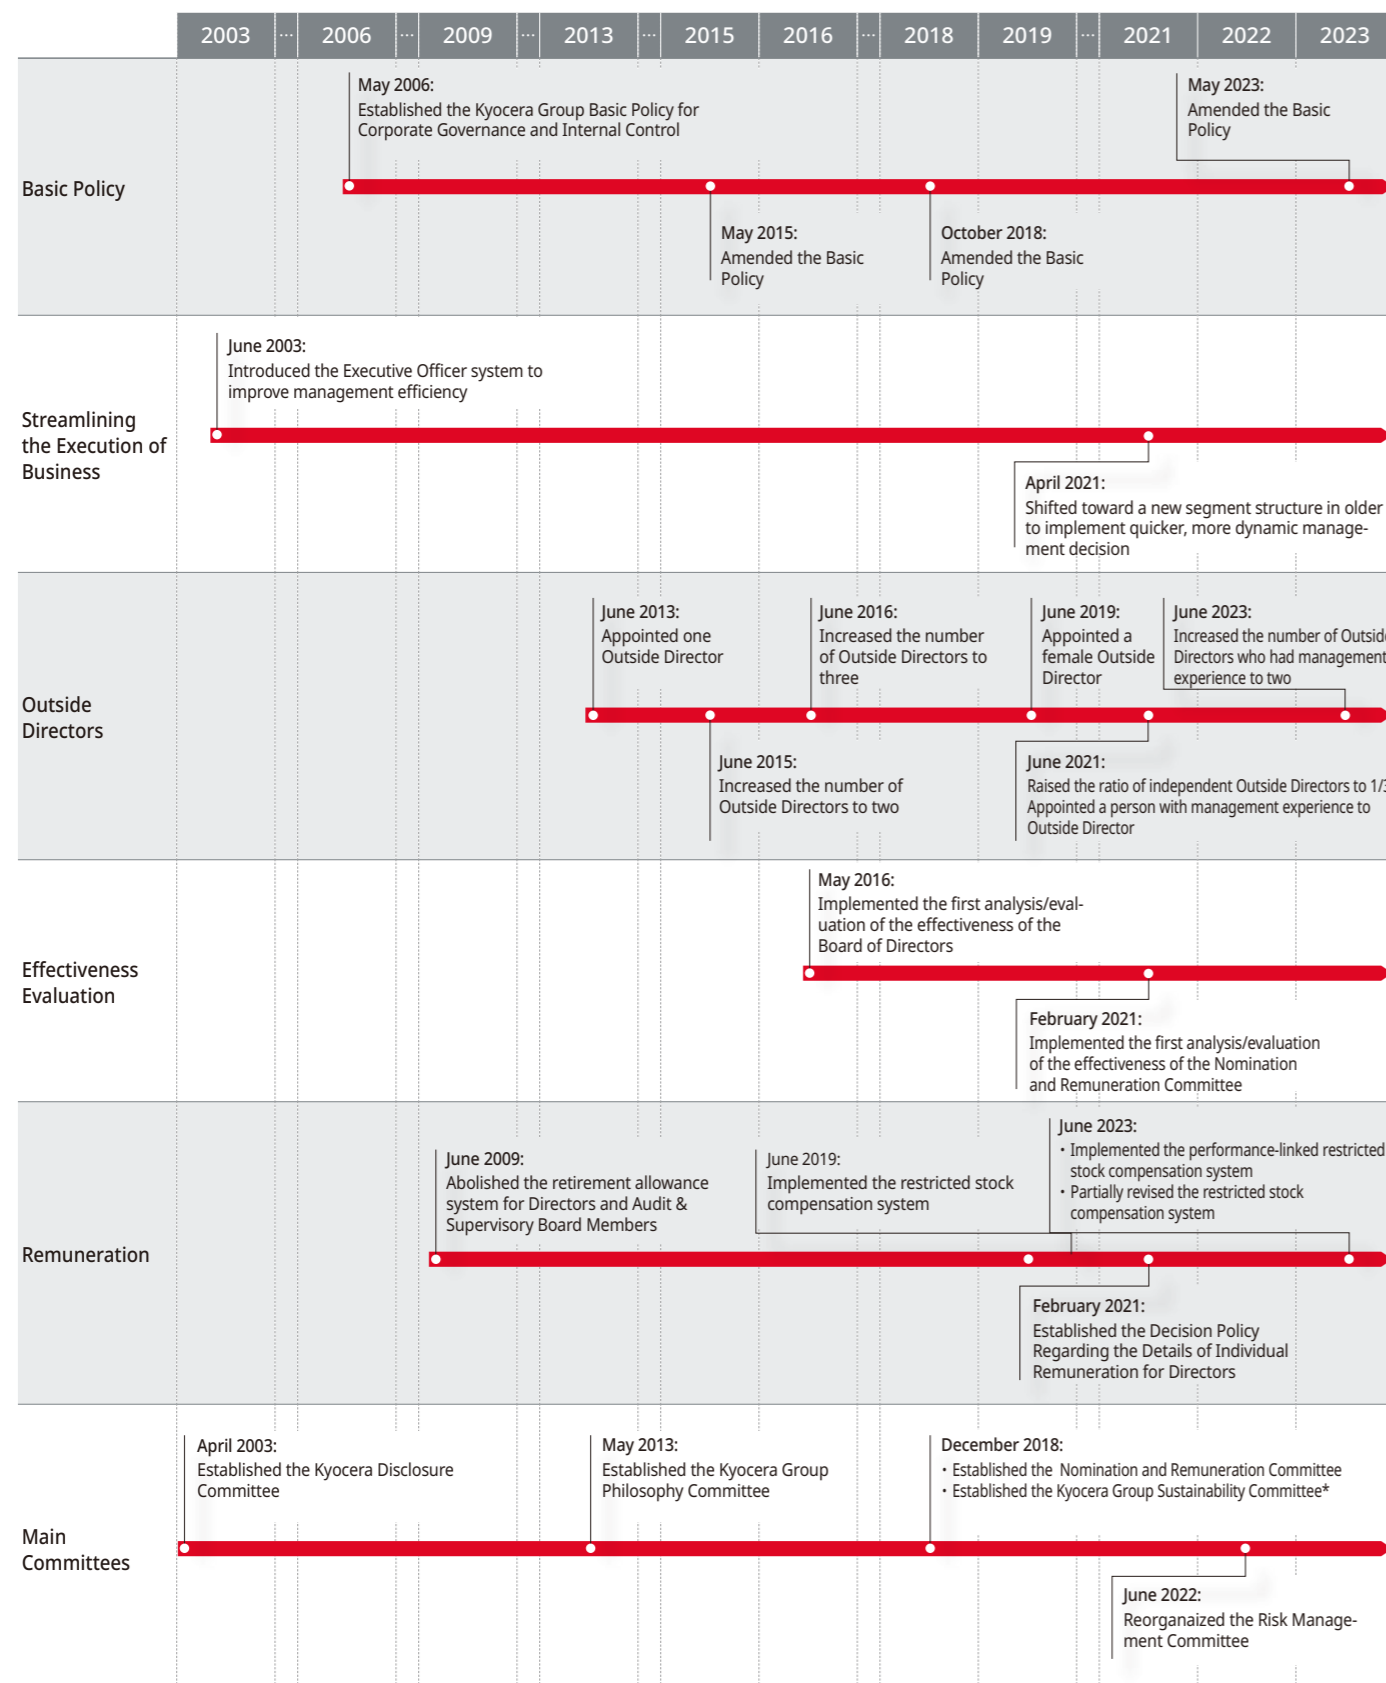 2003 … 2006 … 2009 … 2013 … 2015 2016 … 2018 2019 … 2021 2022 2023
Basic Policy
May 2006:
Established the Kyocera Group Basic Policy for
Corporate Governance and Internal Control
May 2023:
Amended the Basic
Policy
May 2015:
Amended the Basic
Policy
October 2018:
Amended the Basic
Policy
Streamlining
the Execution of
Business
June 2003:
Introduced the Executive Officer system to
improve management efficiency
April 2021:
Shifted toward a new segment structure in older
to implement quicker, more dynamic manage-
ment decision
Outside
Directors
June 2013:
Appointed one
Outside Director
June 2016:
Increased the number
of Outside Directors to
three
June 2019:
Appointed a
female Outside
Director
June 2023:
Increased the number of Outside
Directors who had management
experience to two
June 2015:
Increased the number of
Outside Directors to two
June 2021:
Raised the ratio of independent Outside Directors to 1/3
Appointed a person with management experience to
Outside Director
Effectiveness
Evaluation
May 2016:
Implemented the first analysis/eval-
uation of the effectiveness of the
Board of Directors
February 2021:
Implemented the first analysis/evaluation
of the effectiveness of the Nomination
and Remuneration Committee
Remuneration
June 2009:
Abolished the retirement allowance
system for Directors and Audit &
Supervisory Board Members
June 2019:
Implemented the restricted stock
compensation system
June 2023:
・Implemented the performance-linked restricted
stock compensation system
・Partially revised the restricted stock
compensation system
February 2021:
Established the Decision Policy
Regarding the Details of Individual
Remuneration for Directors
Main
Committees
April 2003:
Established the Kyocera Disclosure
Committee
May 2013:
Established the Kyocera Group
Philosophy Committee
December 2018:
・Established the Nomination and Remuneration Committee
・Established the Kyocera Group Sustainability Committee*
June 2022:
Reorganaized the Risk Manage-
ment Committee